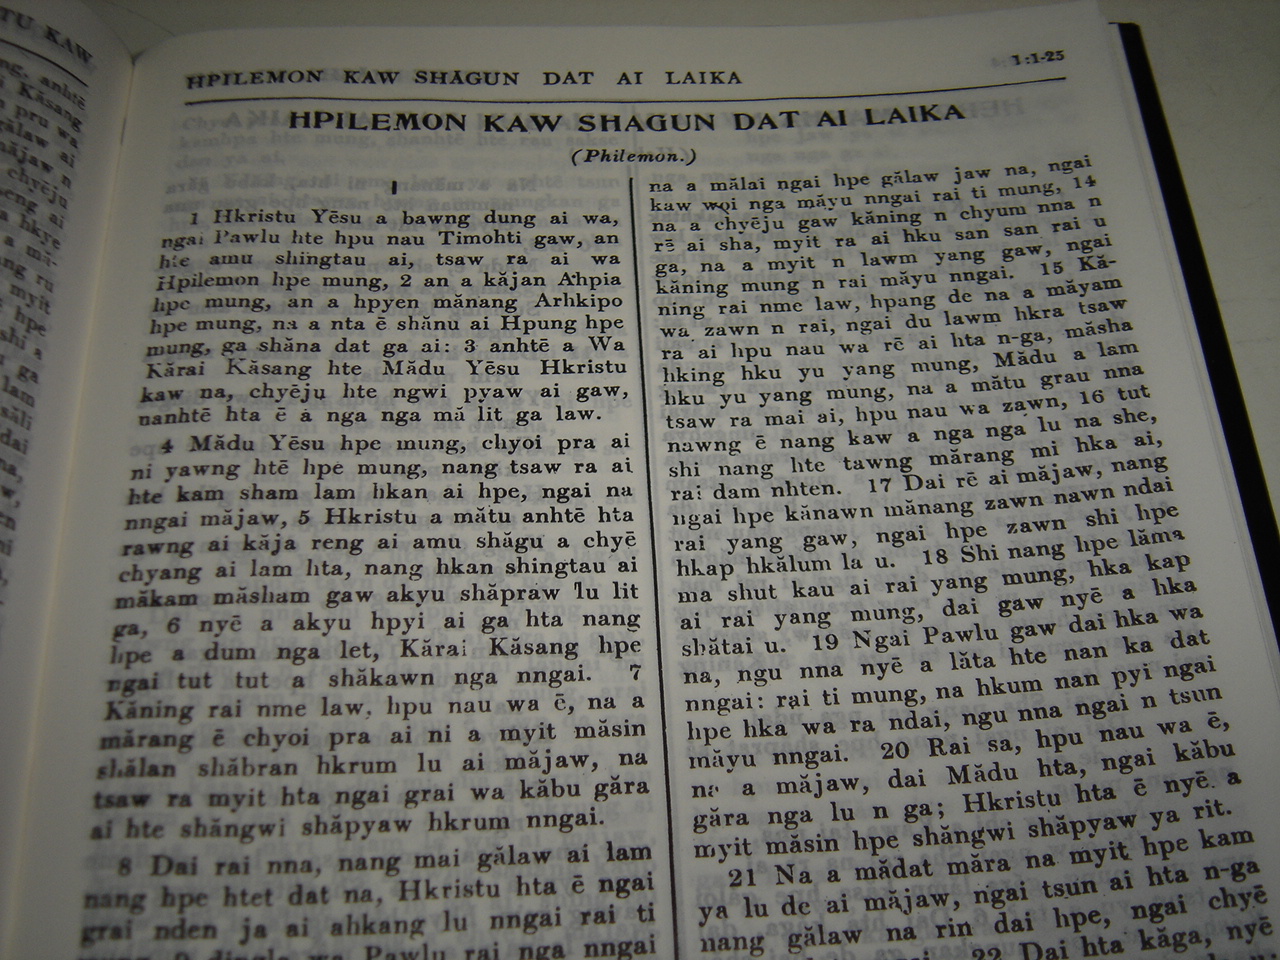 TU KAW
HPILEMON KAW SHĂGUN DAT AI LAIKA 1:1-25
HPILEMON KAW SHAGUN DAT AI LAIKA
(Philemon.)
I
1 Hkristu Yēsu a bawng dung ai wa,
ngai Pawlu hte hpu nau Timohti gaw, an
hte amu shingtau ai, tsaw ra ai wa
Hpilemon hpe mung, 2 an a kăjan Ahpia
hpe mung, an a hpyen mănang Arhkipo
hpe mung, na a nta ē shănu ai Hpung hpe
mung, ga shăna dat ga ai: 3 anhtē a Wa
Kărai Kăsang hte Mădu Yēsu Hkristu
kaw na, chyēju hte ngwi pyaw ai gaw,
nanhtē hta ē a nga nga mă lit ga law.
4 Mădu Yēsu hpe mung, chyoi pra ai
ni yawng htē hpe mung, nang tsaw ra ai
hte kam sham lam hkan ai hpe, ngai na
nngai măjaw, 5 Hkristu a mătu anhtē hta
rawng ai kăja reng ai amu shăgu a chyē
chyang ai lam hta, nang hkan shingtau ai
măkam măsham gaw akyu shăpraw lu lit
ga, 6 nyē a akyu hpyi ai ga hta nang
hpe a dum nga let, Kărai Kăsang hpe
ngai tut tut a shăkawn nga nngai. 7
Kăning rai nme law, hpu nau wa ē, na a
mărang ē chyoi pra ai ni a myit măsin
shălan shăbran hkrum lu ai măjaw, na
tsaw ra myit hta ngai grai wa kăbu găra
ai hte shăngwi shăpyaw hkrum nngai.
8 Dai rai nna, nang mai gălaw ai lam
nang hpe htet dat na, Hkristu hta ē ngai
grai nden ja ai ahkang lu nngai rai ti
mung, 9 dingla wa Pawlu rai nga nngai
na a mălai ngai hpe gălaw jaw na, ngai
kaw woi nga măyu nngai rai ti mung, 14
na a chyēju gaw kăning n chyum nna n
rē ai sha, myit ra ai hku san san rai u
ga, na a myit n lawm yang gaw, ngai
kăning mung n rai măyu nngai. 15 Kă-
ning rai nme law, hpang de na a măyam
wa zawn n rai, ngai du lawm hkra tsaw
ra ai hpu nau wa rē ai hta n-ga, măsha
hking hku yu yang mung, Mădu a lam
hku yu yang mung, na a mătu grau nna
tsaw ra mai ai, hpu nau wa zawn, 16 tut
nawng ē nang kaw a nga nga lu na she,
shi nang hte tawng mărang mi hka ai,
rai dam nhten. 17 Dai rē ai măjaw, nang
ngai hpe kănawn mănang zawn nawn ndai
rai yang gaw, ngai hpe zawn shi hpe
hkap hkălum la u. 18 Shi nang hpe lăma
ma shut kau ai rai yang mung, hka kap
ai rai yang mung, dai gaw nyē a hka
shătai u. 19 Ngai Pawlu gaw dai hka wa
na, ngu nna nyē a lăta hte nan ka dat
nngai: rai ti mung, na hkum nan pyi ngai
hpe hka wa ra ndai, ngu nna ngai n tsun
măyu nngai. 20 Rai sa, hpu nau wa ē,
na a măjaw, dai Mădu hta, ngai kăbu
găra nga lu n ga; Hkristu hta ē nyē a
myit măsin hpe shăngwi shăpyaw ya rit.
21 Na a mădat măra na myit hpe kam
ya lu de ai măjaw, ngai tsun ai hta n-ga
nang gălaw na rin dai hpe, ngai chyē
22 Dai hta kăga, nyē